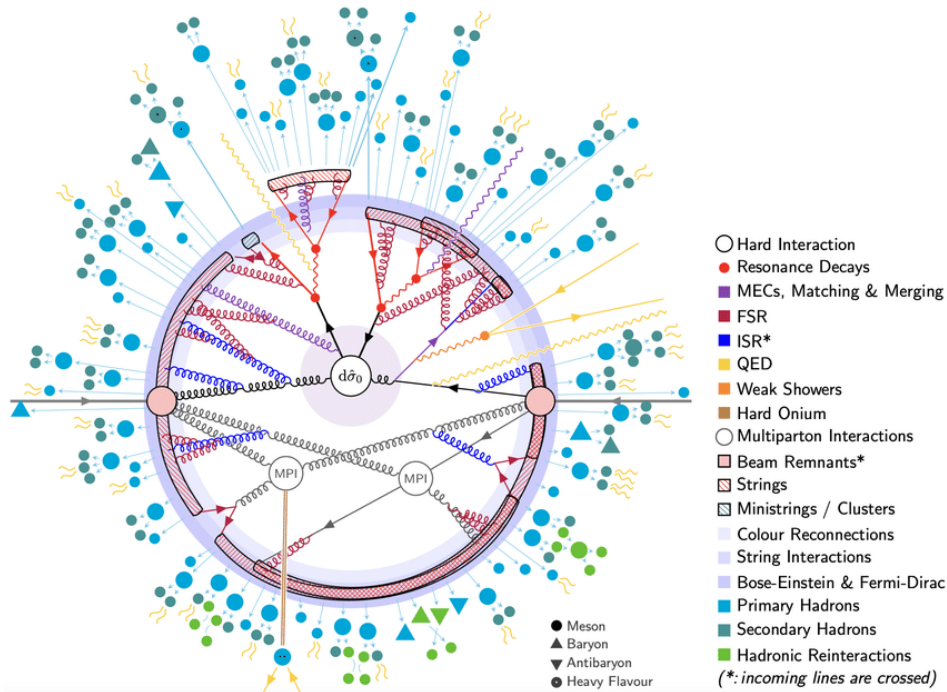 dσ̂₀
MPI
MPI
Hard Interaction
Resonance Decays
MECs, Matching & Merging
FSR
ISR*
QED
Weak Showers
Hard Onium
Multiparton Interactions
Beam Remnants*
Strings
Ministrings / Clusters
Colour Reconnections
String Interactions
Bose-Einstein & Fermi-Dirac
Primary Hadrons
Secondary Hadrons
Hadronic Reinteractions
(*: incoming lines are crossed)
Meson
Baryon
Antibaryon
Heavy Flavour